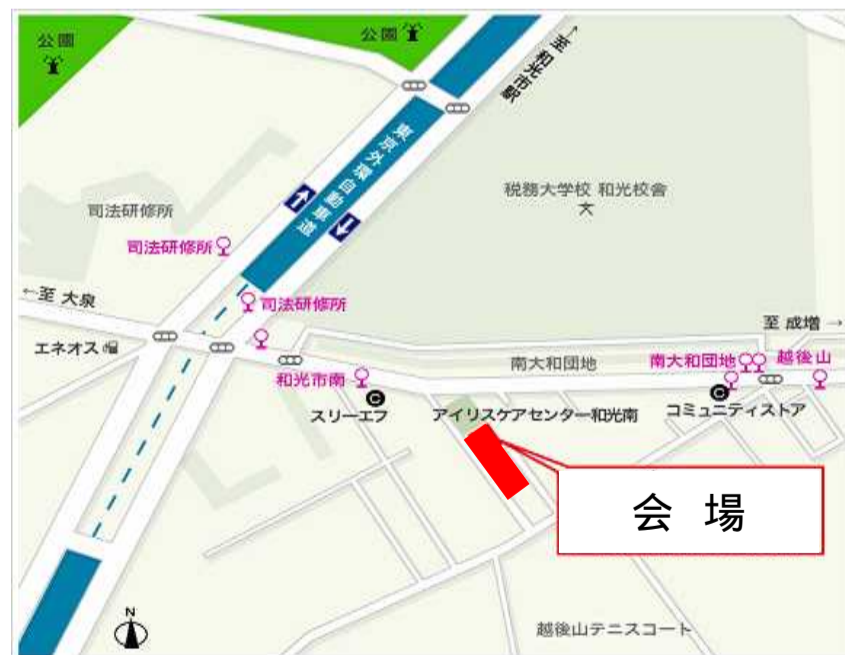 公園
公園
→至 和光市駅
東京外環自動車道
税務大学校 和光校舎
文
司法研修所
司法研修所
←至 大泉
司法研修所
至 成増 →
エネオス
南大和団地
南大和団地
越後山
和光市南
スリーエフ
アイリスケアセンター和光南
コミュニティストア
会 場
N
越後山テニスコート